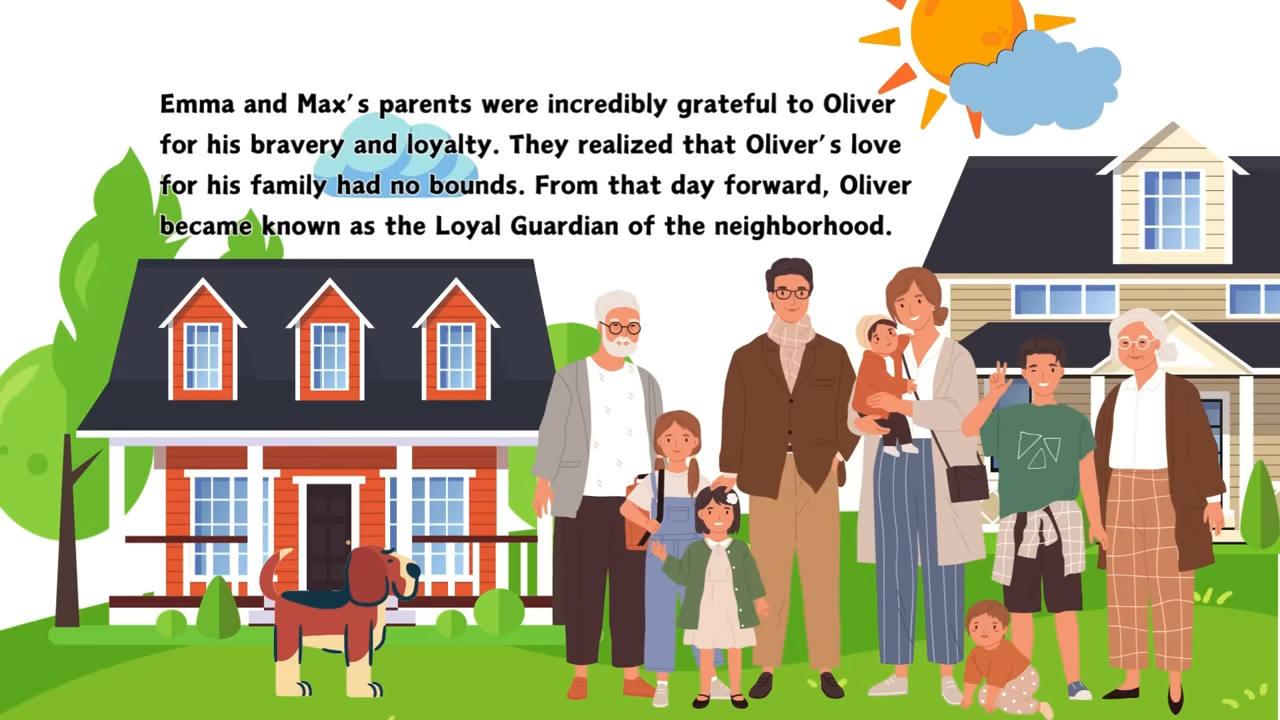 Emma and Max's parents were incredibly grateful to Oliver
for his bravery and loyalty. They realized that Oliver's love
for his family had no bounds. From that day forward, Oliver
became known as the Loyal Guardian of the neighborhood.